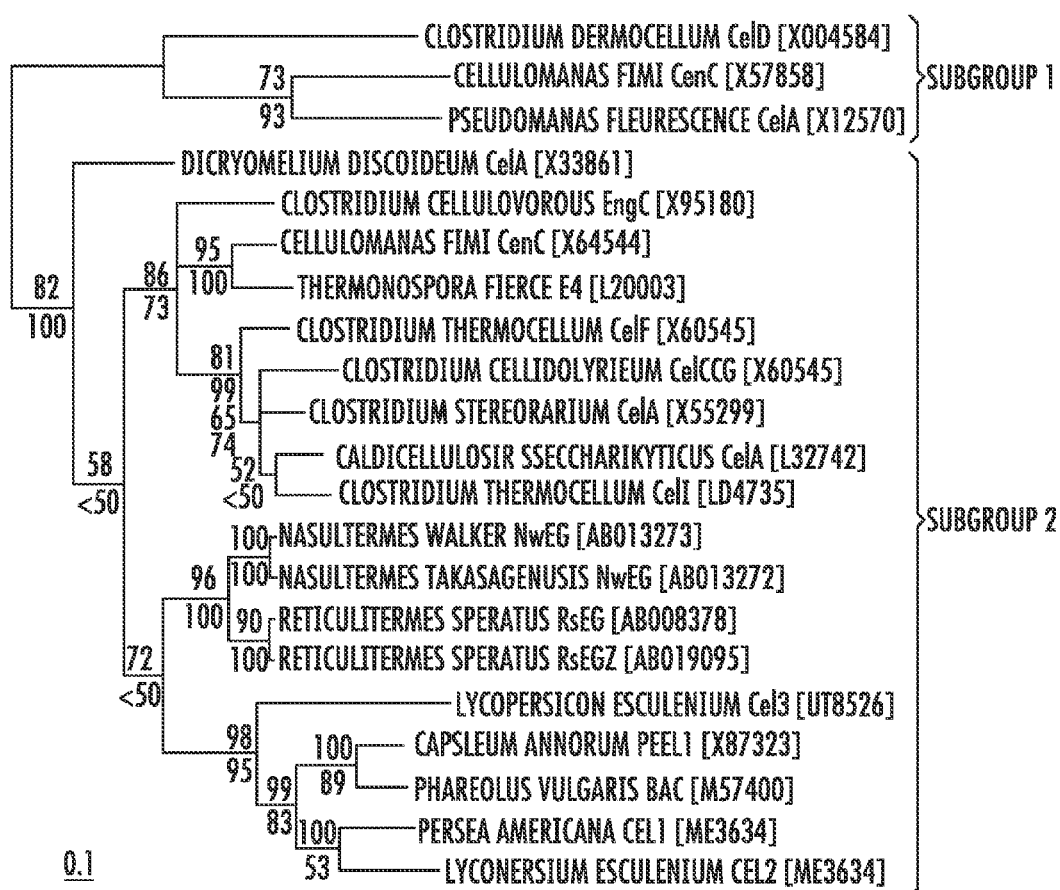 CLOSTRIDIUM DERMOCELLUM CelD [X004584]
73 CELLULOMANAS FIMI CenC [X57858]
SUBGROUP 1
93 PSEUDOMANAS FLEURESCENCE CelA [X12570]
DICRYOMELIUM DISCOIDEUM CelA [X33861]
CLOSTRIDIUM CELLULOVOROUS EngC [X95180]
95 CELLULOMANAS FIMI CenC [X64544]
86
100
82
73
THERMONOSPORA FIERCE E4 [L20003]
100
CLOSTRIDIUM THERMOCELLUM CelF [X60545]
81
CLOSTRIDIUM CELLIDOLYRIEUM CelCCG [X60545]
99
65
CLOSTRIDIUM STEREORARIUM CelA [X55299]
74
58
52
CALDICELLULOSIR SSECCHARIKYTICUS CelA [L32742]
<50
<50
CLOSTRIDIUM THERMOCELLUM CelI [LD4735]
SUBGROUP 2
100 NASULTERMES WALKER NwEG [AB013273]
96
100 NASULTERMES TAKASAGENUSIS NwEG [AB013272]
100
90 RETICULITERMES SPERATUS RsEG [AB008378]
72
100 RETICULITERMES SPERATUS RsEGZ [AB019095]
<50
LYCOPERSICON ESCULENIUM Cel3 [UT8526]
98
100 CAPSLEUM ANNORUM PEEL1 [X87323]
95
99
89 PHAREOLUS VULGARIS BAC [M57400]
83
100 PERSEA AMERICANA CEL1 [ME3634]
0.1
53 LYCONERSIUM ESCULENIUM CEL2 [ME3634]